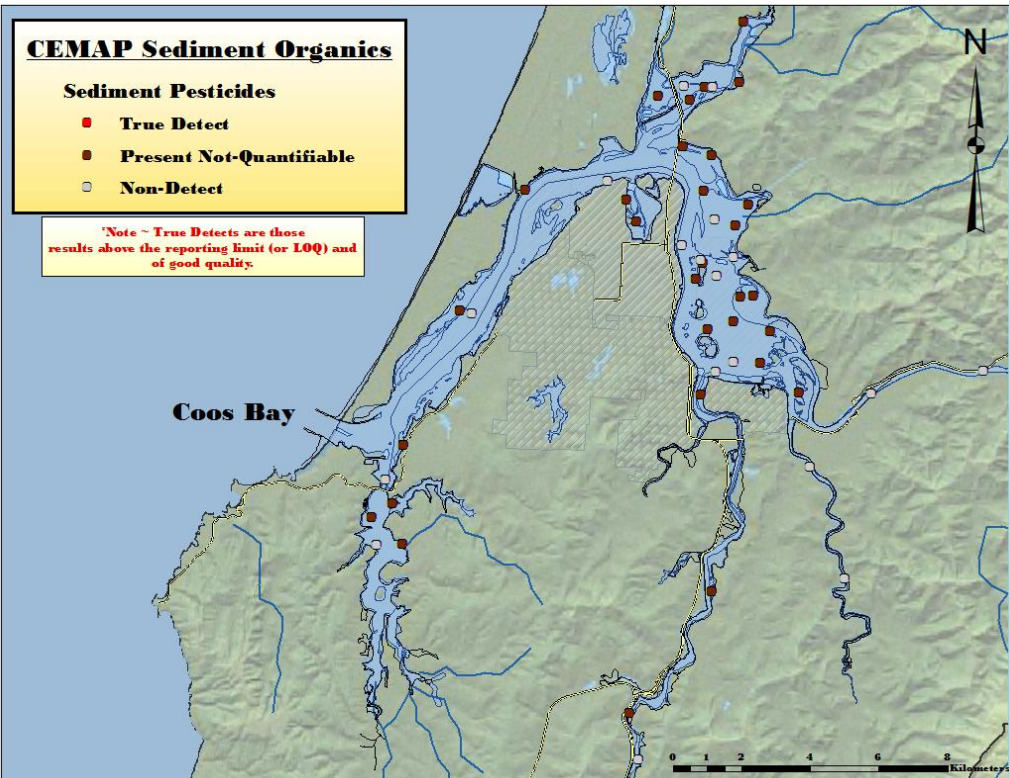 CEMAP Sediment Organics
Sediment Pesticides
True Detect
Present Not-Quantifiable
Non-Detect
*Note ~ True Detects are those
results above the reporting limit (or LOQ) and
of good quality.
N
Coos Bay
0 1 2 4 6 8
Kilometers